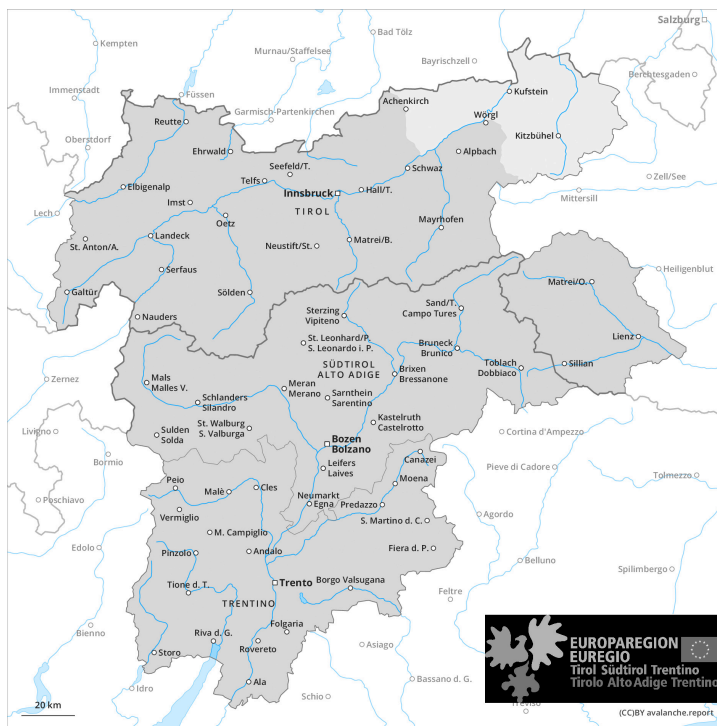 Salzburg
Kempten
Bad Tölz
Murnau/Staffelsee
Bayrischzell
Berchtesgaden
Immenstadt
Füssen
Garmisch-Partenkirchen
Achenkirch
Kufstein
Reutte
Wörgl
Kitzbühel
Oberstdorf
Ehrwald
Alpbach
Seefeld/T.
Schwaz
Zell/See
Telfs
Elbigenalp
Innsbruck
Hall/T.
Mittersill
Imst
TIROL
Lech
Oetz
Mayrhofen
St. Anton/A.
Landeck
Neustift/St.
Matrei/B.
Heiligenblut
Serfaus
Matrei/O.
Galtür
Sölden
Sand/T.
Campo Tures
Nauders
Sterzing
Vipiteno
Lienz
St. Leonhard/P.
S. Leonardo i. P.
Bruneck
Brunico
Toblach
Dobbiaco
Sillian
SÜDTIROL
ALTO ADIGE
Brixen
Bressanone
Zernez
Mals
Malles V.
Meran
Merano
Sarnthein
Sarentino
Schlanders
Silandro
Kastelruth
Castelrotto
Livigno
Sulden
Solda
St. Walburg
S. Valburga
Cortina d'Ampezzo
Bozen
Bolzano
Bormio
Canazei
Pieve di Cadore
Leifers
Laives
Tolmezzo
Peio
Malè
Cles
Moena
Poschiavo
Neumarkt
Egna
Predazzo
Vermiglio
Agordo
S. Martino d. C.
M. Campiglio
Edolo
Pinzolo
Andalo
Fiera d. P.
Belluno
Spilimbergo
Tione d. T.
Trento
Borgo Valsugana
Feltre
TRENTINO
Bienno
Folgaria
Riva d. G.
Rovereto
Asiago
Storo
Bassano d. G.
Idro
Ala
Schio
Treviso
EUROPAREGION
EUREGIO
Tirol Südtirol Trentino
Tirolo Alto Adige Trentino
20 km
(CC)BY avalanche.report